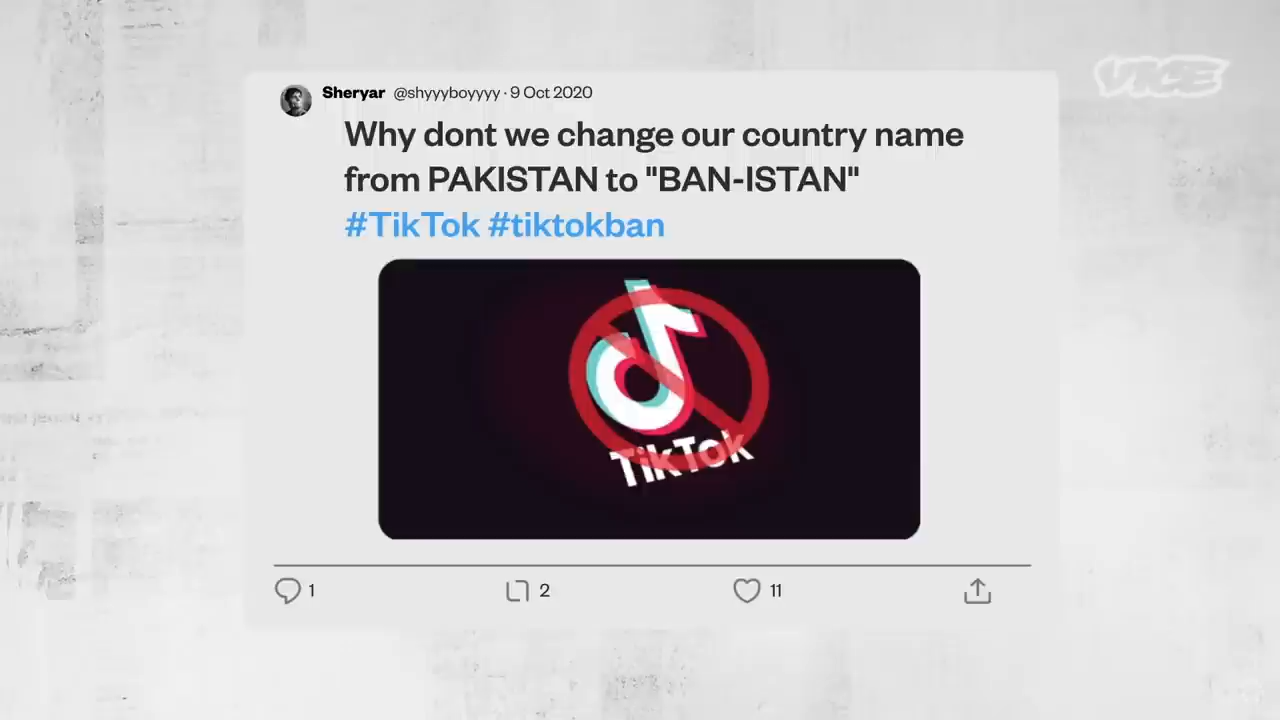 VICE
Sheryar @shyyyboyyyy · 9 Oct 2020
Why dont we change our country name
from PAKISTAN to "BAN-ISTAN"
#TikTok #tiktokban
TikTok
1 2 11